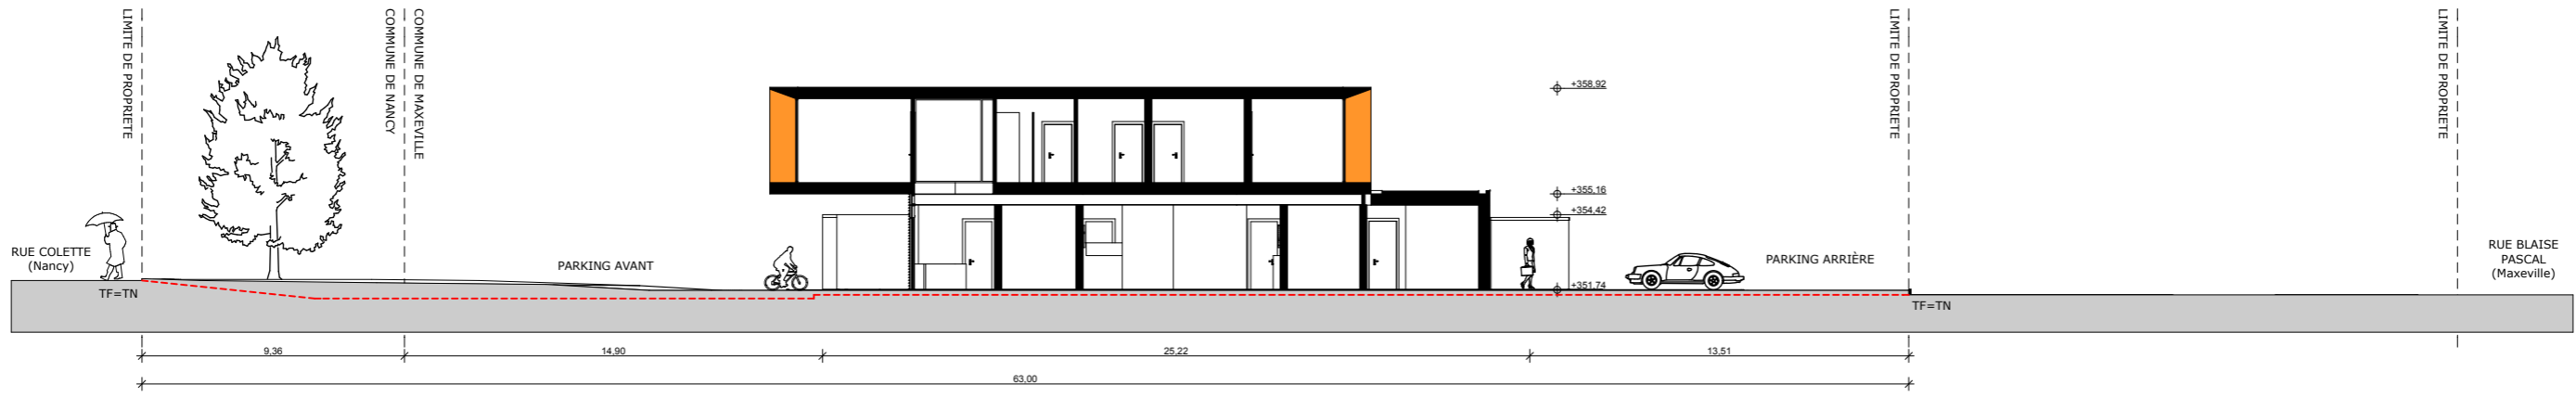 LIMITE DE PROPRIETE
COMMUNE DE NANCY
COMMUNE DE MAXEVILLE
LIMITE DE PROPRIETE
LIMITE DE PROPRIETE
+358,92
+355,16
+354,42
+351,74
RUE COLETTE
(Nancy)
TF=TN
PARKING AVANT
PARKING ARRIÈRE
TF=TN
RUE BLAISE
PASCAL
(Maxeville)
9,36
14,90
25,22
13,51
63,00